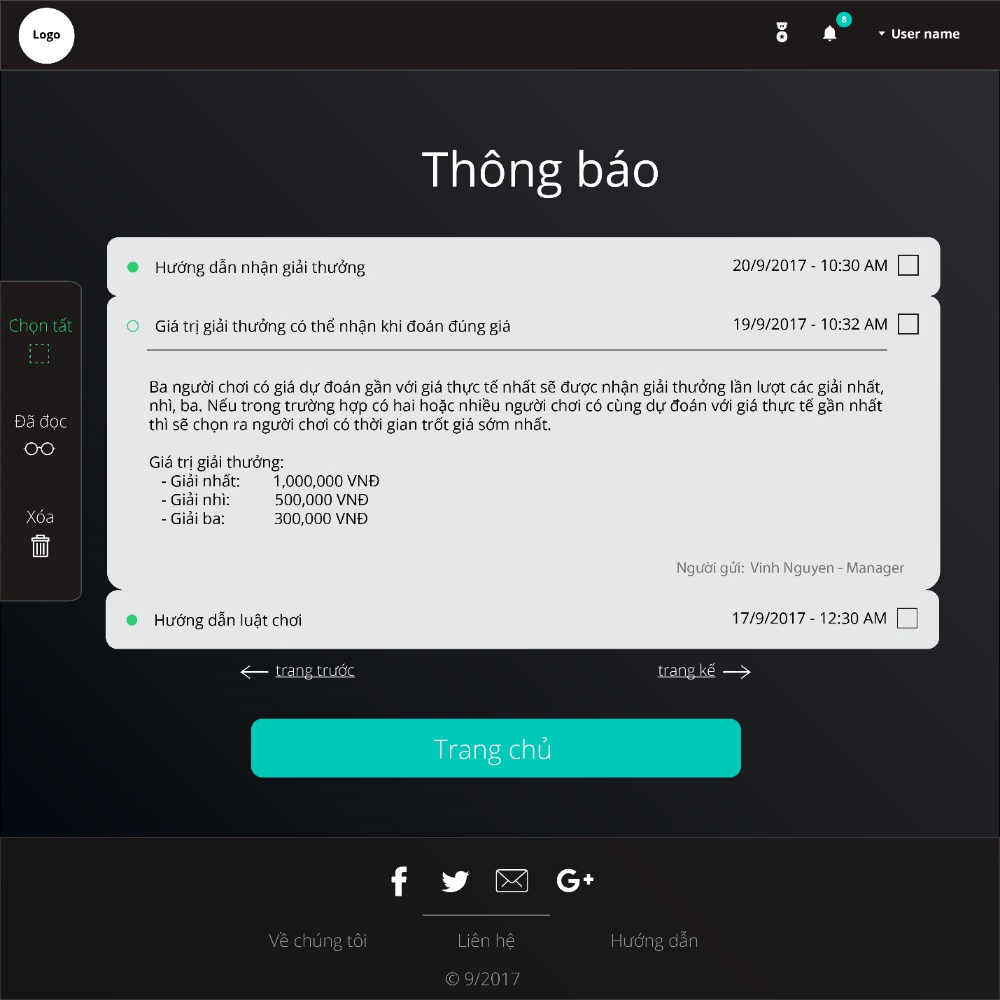 Logo
8
User name
Thông báo
Hướng dẫn nhận giải thưởng 20/9/2017 - 10:30 AM
Chọn tất
Giá trị giải thưởng có thể nhận khi đoán đúng giá 19/9/2017 - 10:32 AM
Ba người chơi có giá dự đoán gần với giá thực tế nhất sẽ được nhận giải thưởng lần lượt các giải nhất,
nhì, ba. Nếu trong trường hợp có hai hoặc nhiều người chơi có cùng dự đoán với giá thực tế gần nhất
thì sẽ chọn ra người chơi có thời gian trốt giá sớm nhất.
Đã đọc
Giá trị giải thưởng:
- Giải nhất: 1,000,000 VNĐ
- Giải nhì: 500,000 VNĐ
- Giải ba: 300,000 VNĐ
Xóa
Người gửi: Vinh Nguyen - Manager
Hướng dẫn luật chơi 17/9/2017 - 12:30 AM
trang trước
trang kế
Trang chủ
Về chúng tôi
Liên hệ
Hướng dẫn
© 9/2017